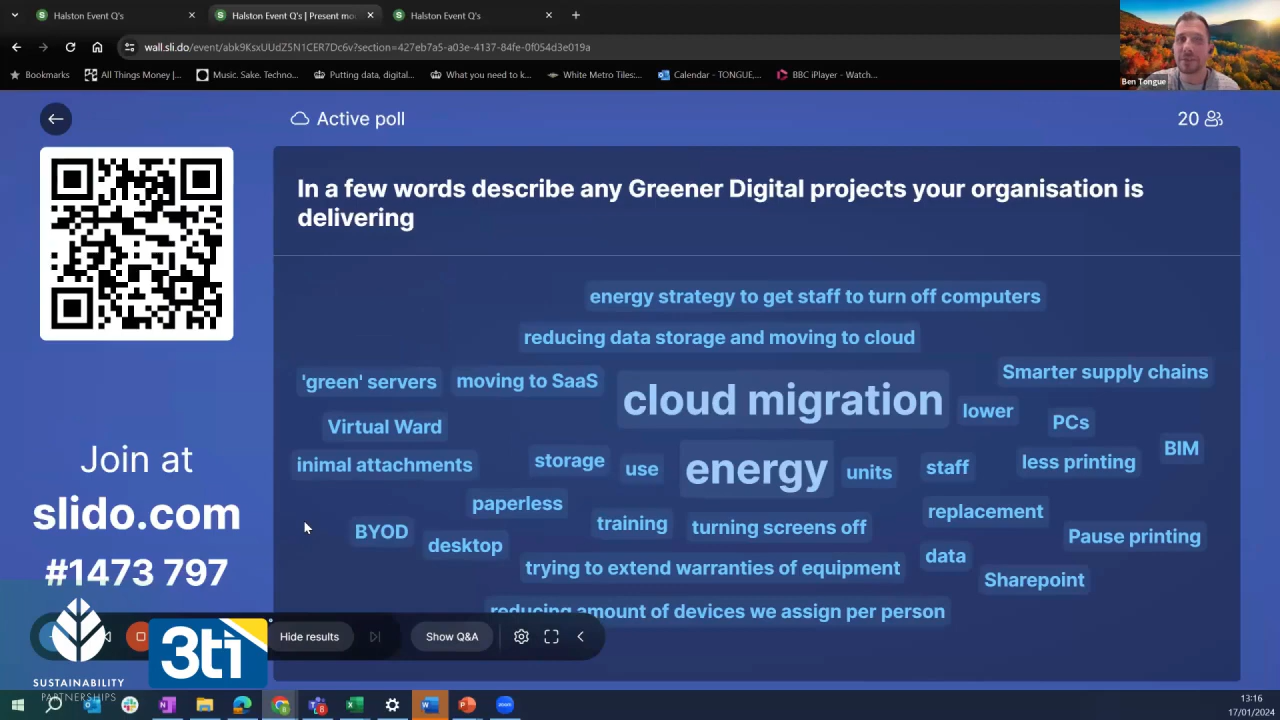 Halston Event Q's
Halston Event Q's | Present mo
Halston Event Q's
wall.sli.do/event/abk9KsxUUdZ5N1CER7Dc6v?section=427eb7a5-a03e-4137-84fe-0f054d3e019a
Bookmarks
All Things Money |...
Music. Sake. Techno...
Putting data, digital...
What you need to k...
White Metro Tiles:...
Calendar - TONGUE,...
BBC iPlayer - Watch...
Ben Tongue
Active poll
20
In a few words describe any Greener Digital projects your organisation is
delivering
energy strategy to get staff to turn off computers
reducing data storage and moving to cloud
'green' servers
moving to SaaS
cloud migration
Smarter supply chains
lower
PCs
Virtual Ward
BIM
inimal attachments
storage
use
energy
units
staff
less printing
paperless
replacement
BYOD
training
turning screens off
Pause printing
desktop
data
trying to extend warranties of equipment
Sharepoint
reducing amount of devices we assign per person
Join at
slido.com
#1473 797
Hide results
Show Q&A
3ti
SUSTAINABILITY
PARTNERSHIPS
13:16
17/01/2024